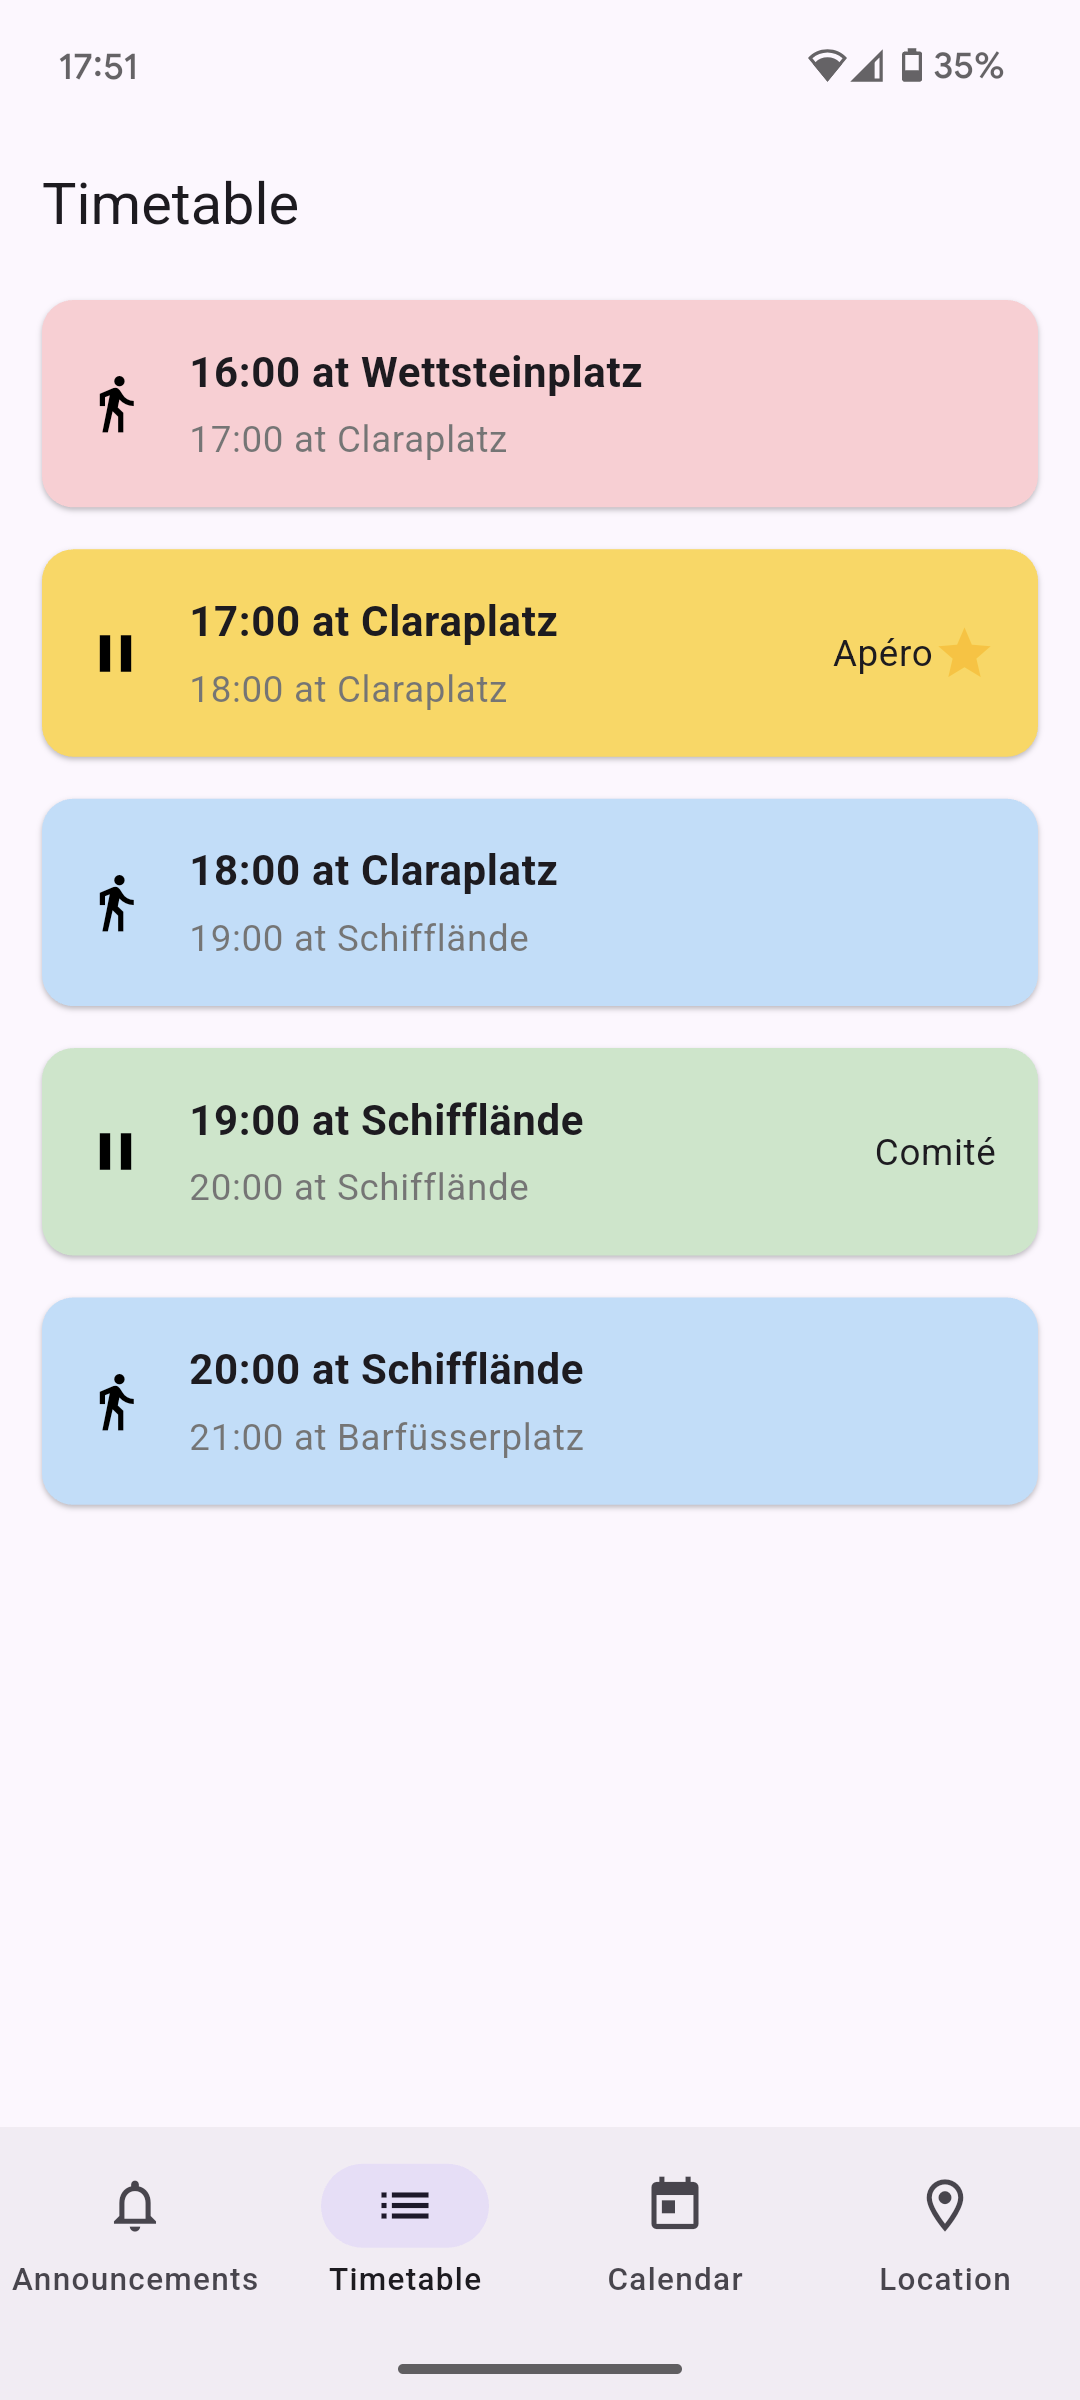 17:51
35%
Timetable
16:00 at Wettsteinplatz
17:00 at Claraplatz
17:00 at Claraplatz
18:00 at Claraplatz
Apéro
18:00 at Claraplatz
19:00 at Schifflände
19:00 at Schifflände
20:00 at Schifflände
Comité
20:00 at Schifflände
21:00 at Barfüsserplatz
Announcements
Timetable
Calendar
Location